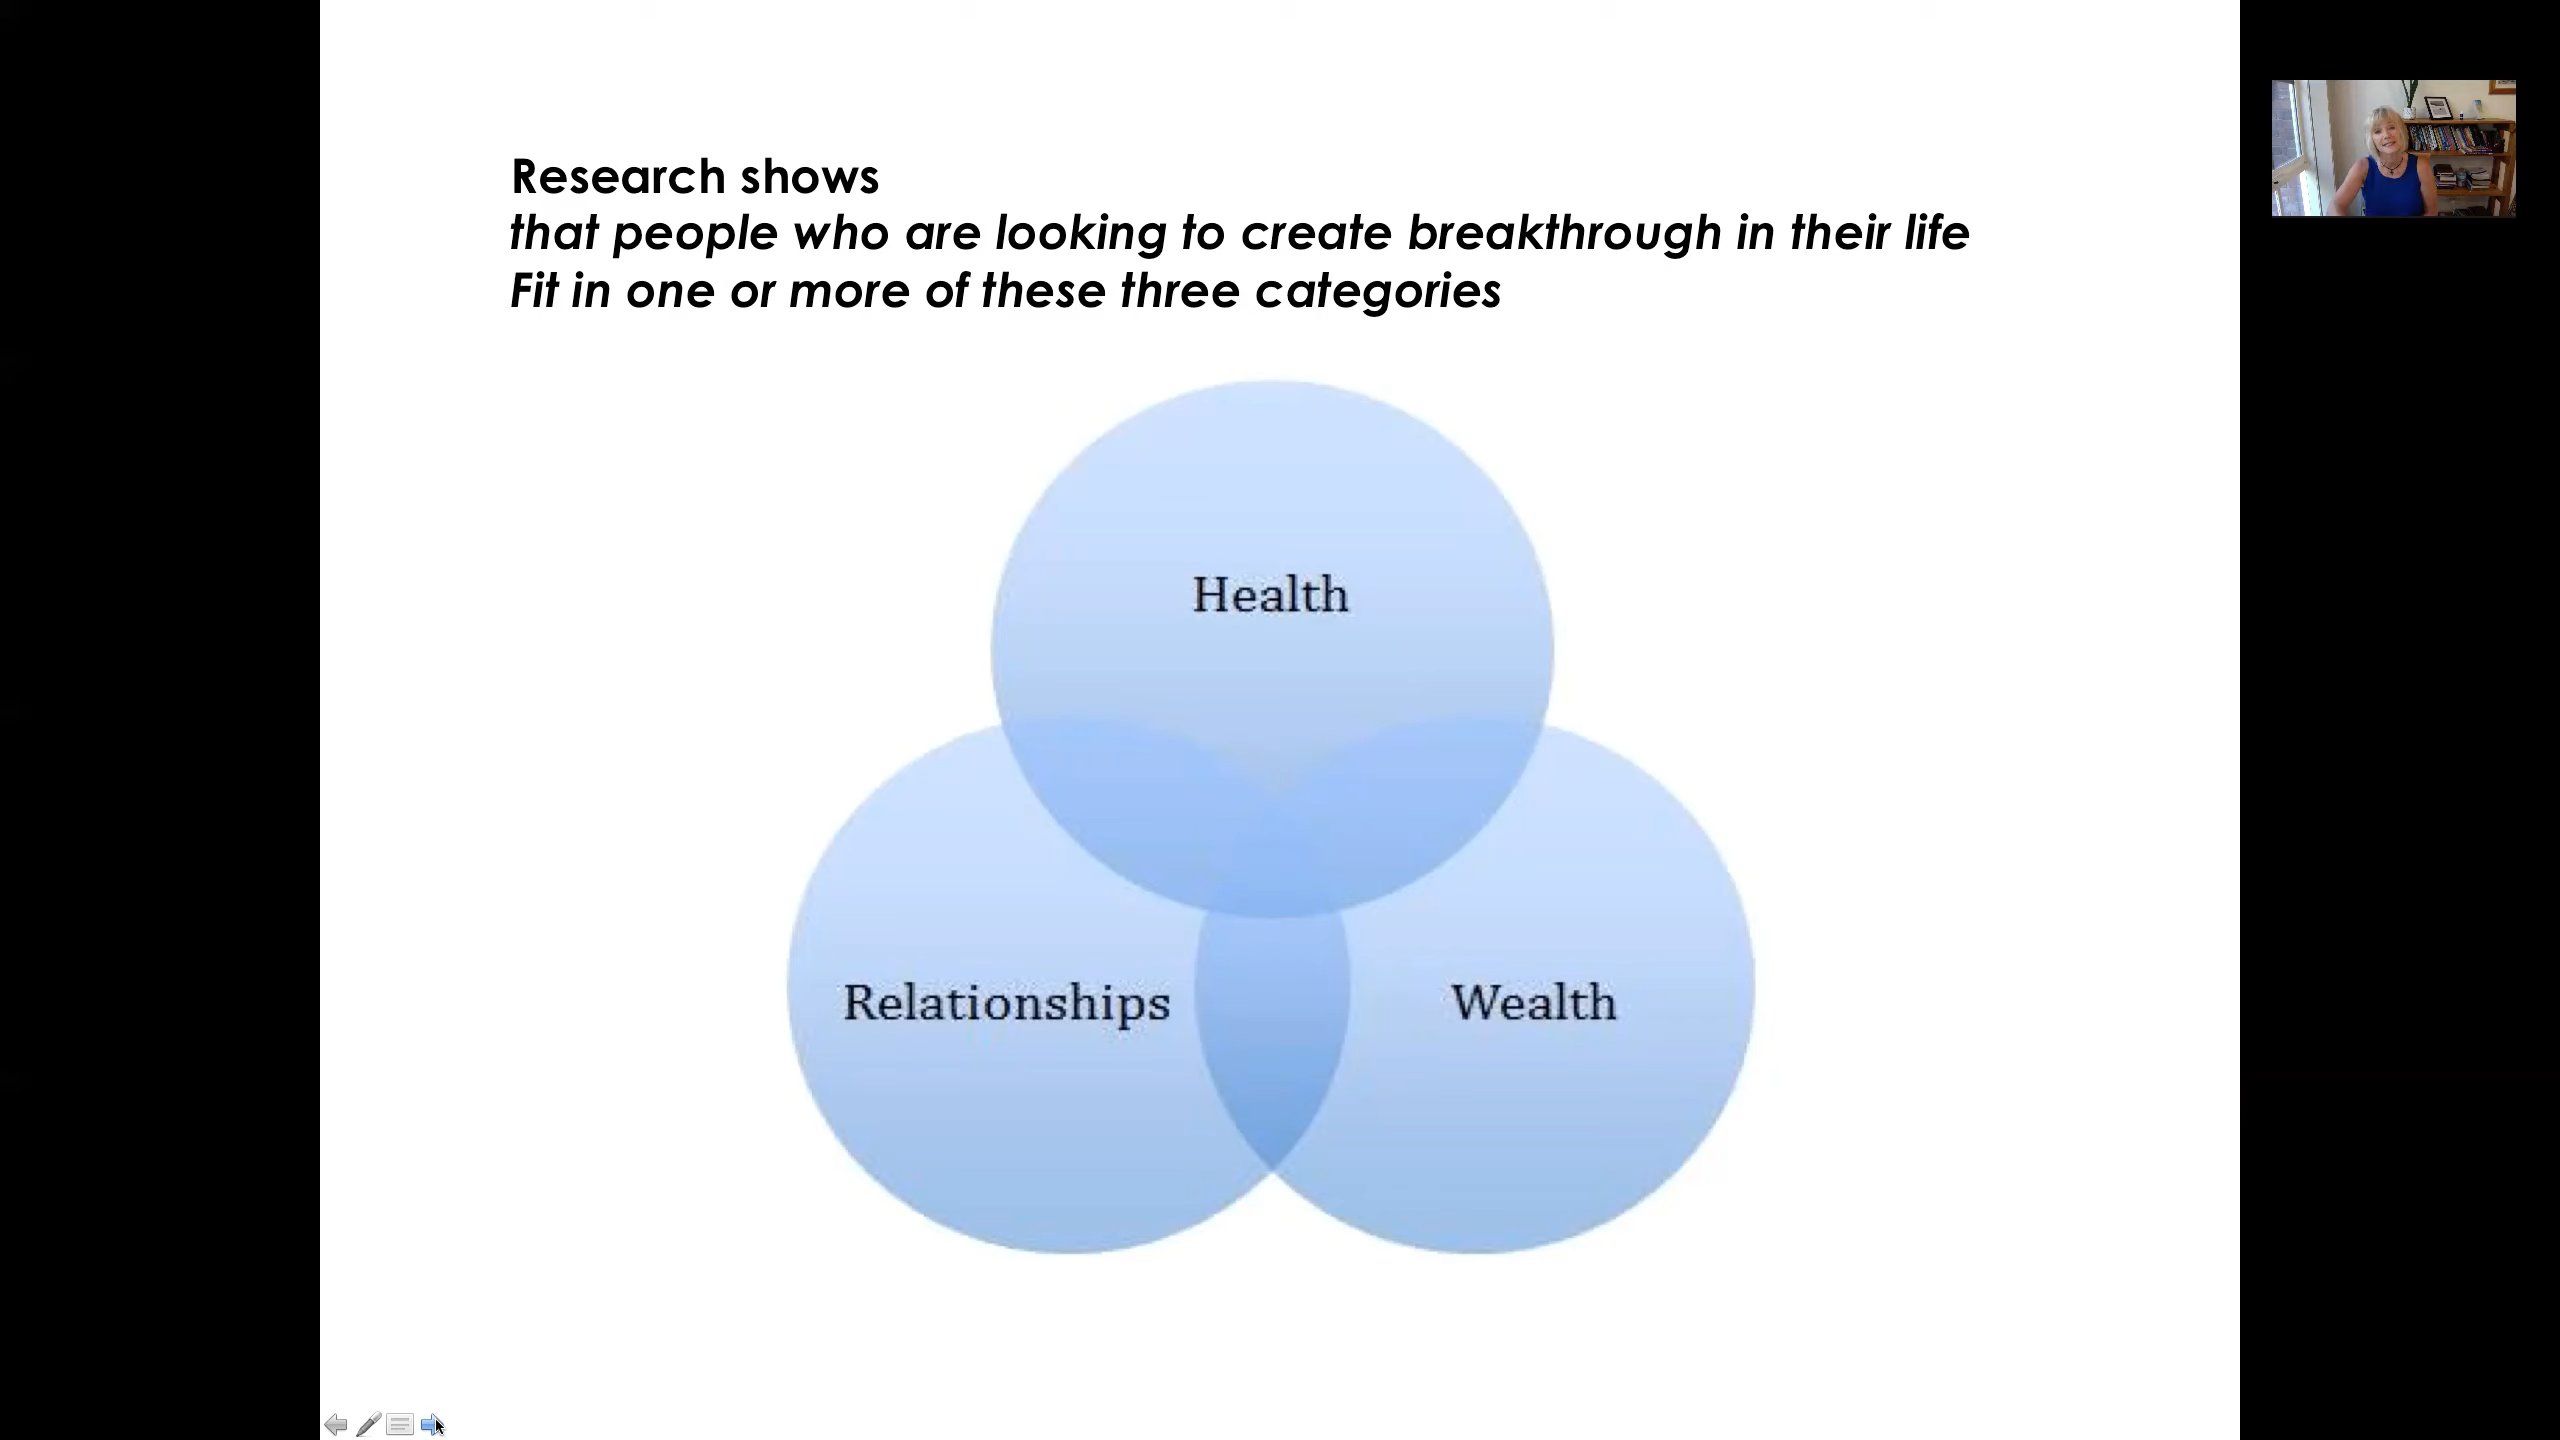 Research shows
that people who are looking to create breakthrough in their life
Fit in one or more of these three categories
Health
Relationships
Wealth